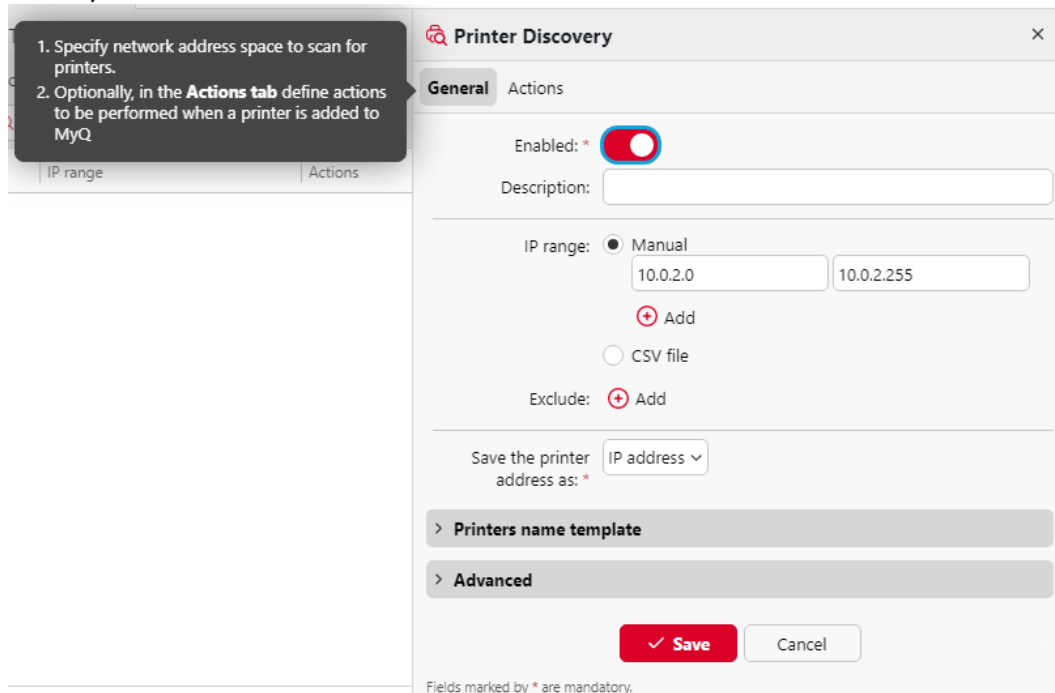 1. Specify network address space to scan for
printers.
2. Optionally, in the Actions tab define actions
to be performed when a printer is added to
MyQ
IP range
Actions
Printer Discovery
General
Actions
Enabled: *
Description:
IP range:
Manual
10.0.2.0
10.0.2.255
Add
CSV file
Exclude:
Add
Save the printer
address as: *
IP address
Printers name template
Advanced
Save
Cancel
Fields marked by * are mandatory.